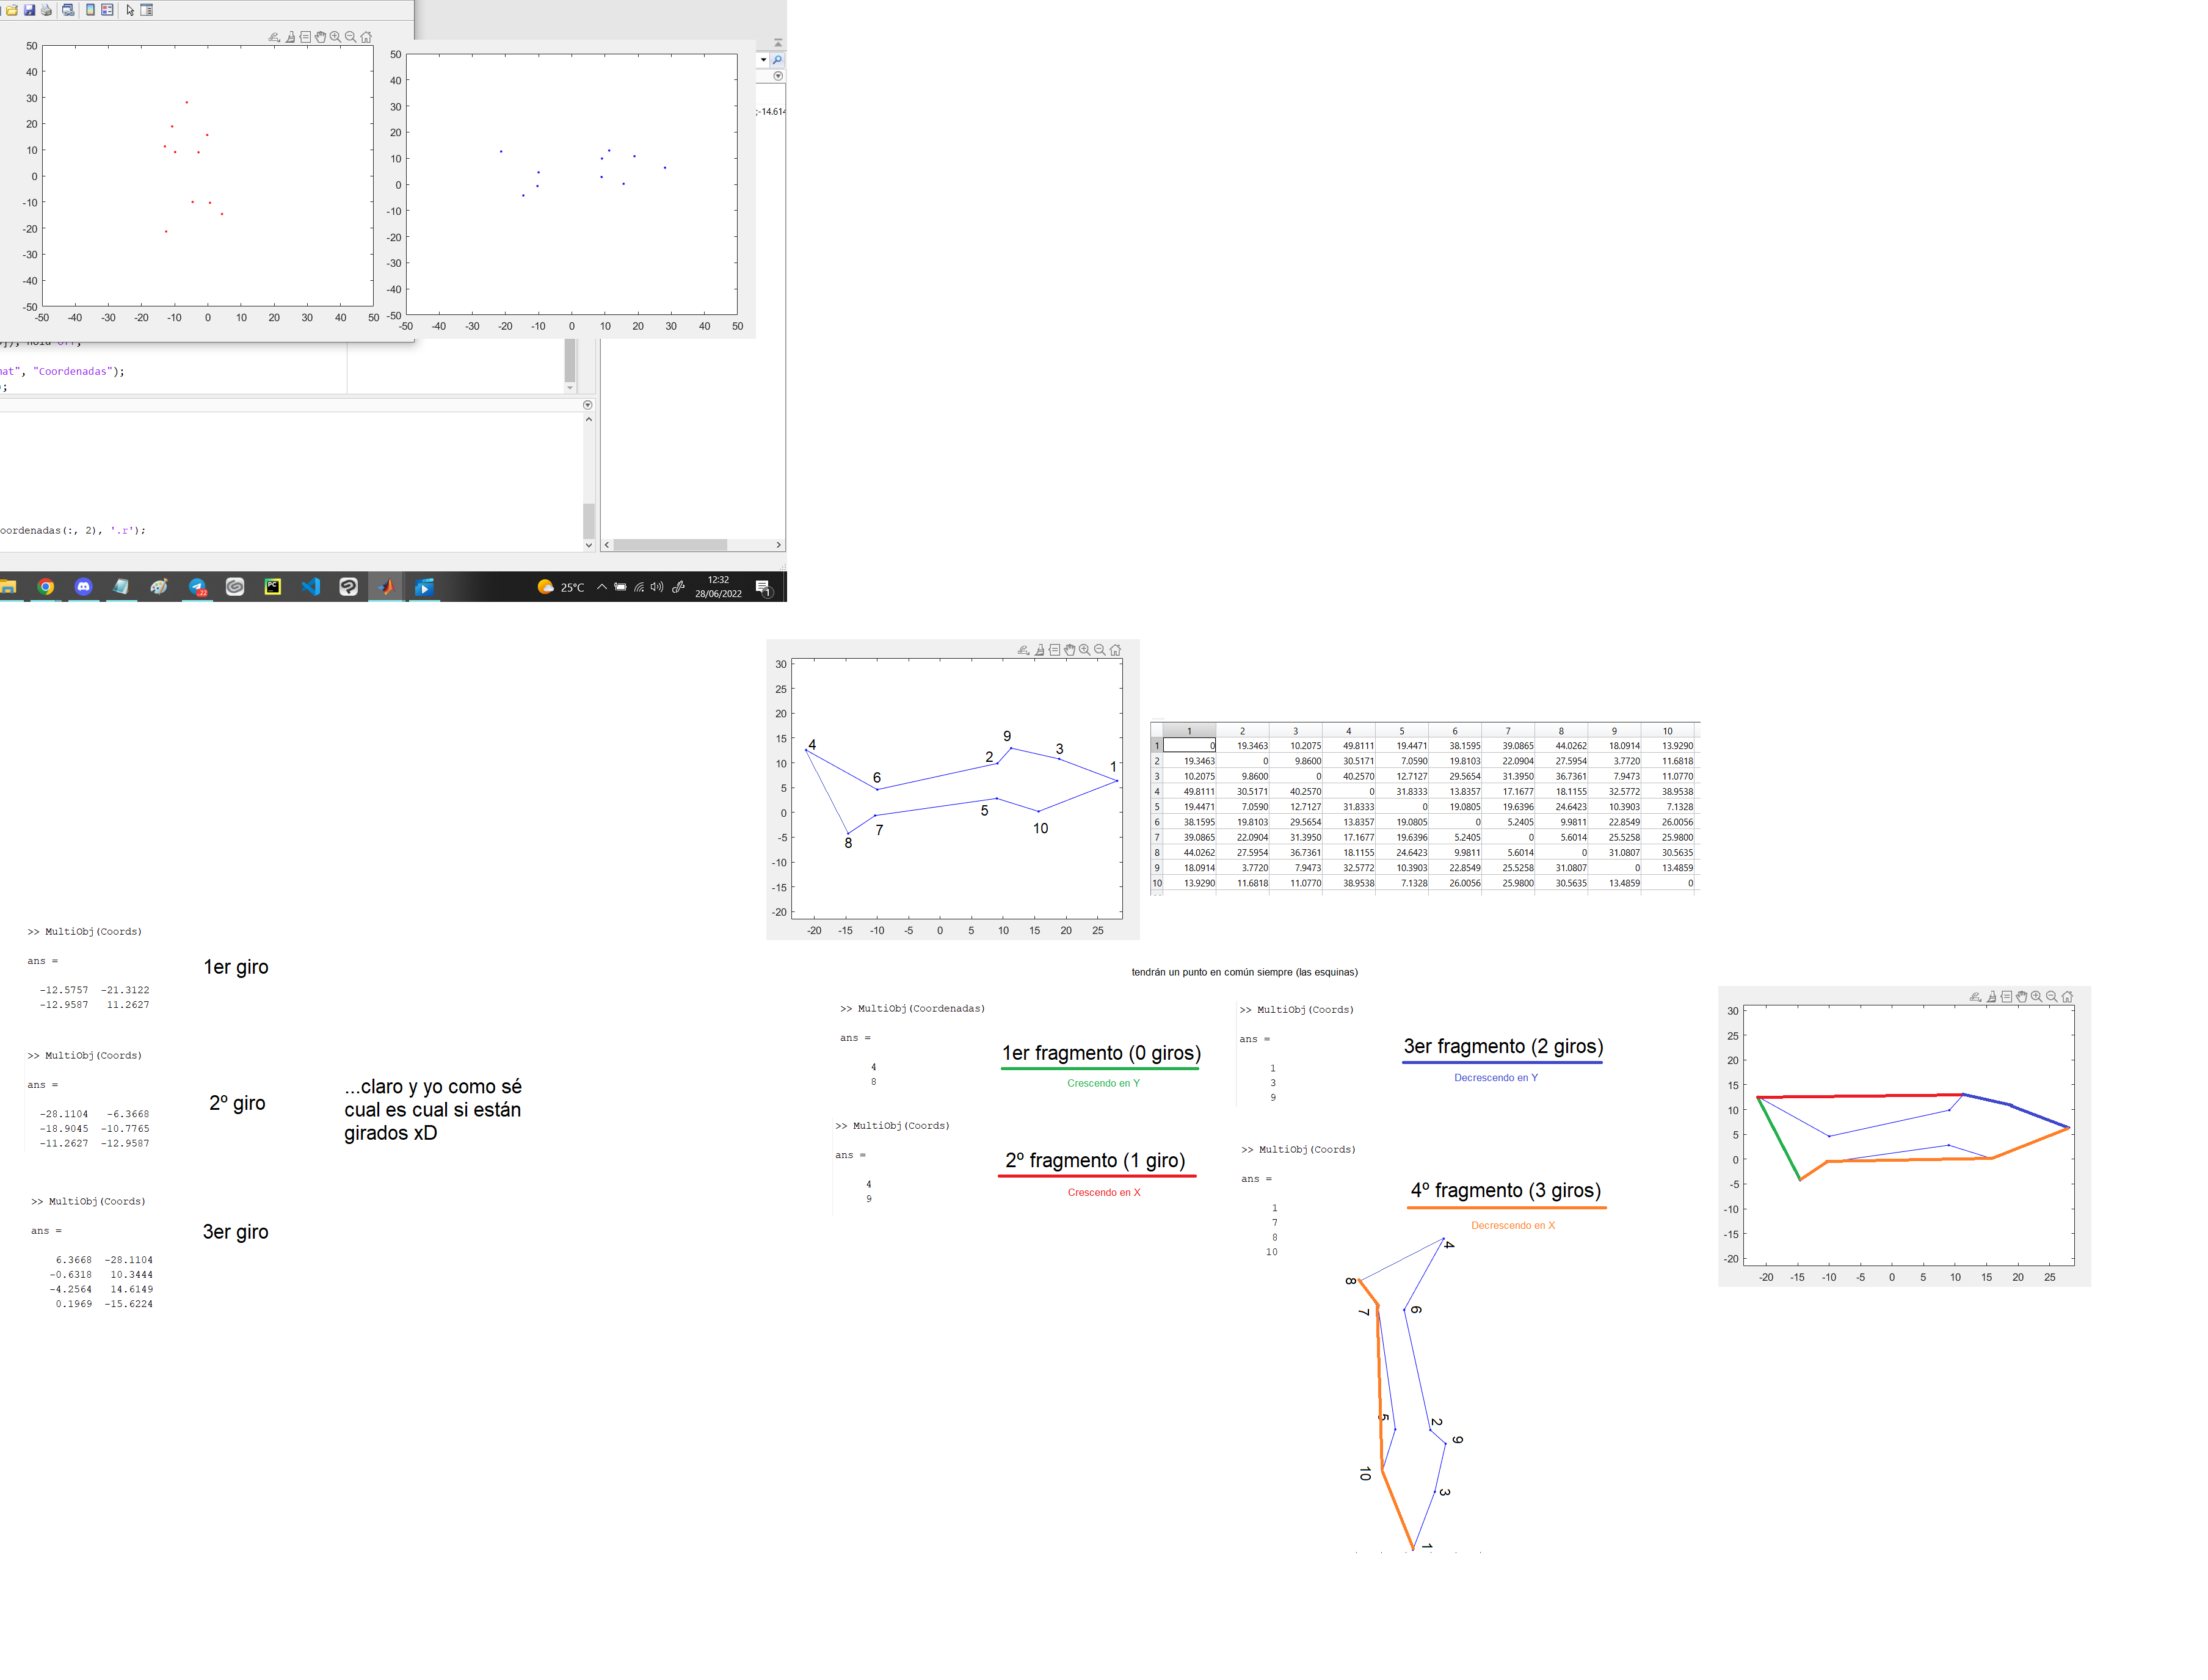 50
40
30
20
10
0
-10
-20
-30
-40
-50
-50 -40 -30 -20 -10 0 10 20 30 40 50
50
40
30
20
10
0
-10
-20
-30
-40
-50
-50 -40 -30 -20 -10 0 10 20 30 40 50
;-14.614
nat", "Coordenadas");
);
oordenadas(:, 2), '.r');
PC
22
25°C
12:32
28/06/2022
1
30
25
20
15
10
5
0
-5
-10
-15
-20
-20 -15 -10 -5 0 5 10 15 20 25
4
6
2
9
3
1
5
10
7
8
1 2 3 4 5 6 7 8 9 10
1 0 19.3463 10.2075 49.8111 19.4471 38.1595 39.0865 44.0262 18.0914 13.9290
2 19.3463 0 9.8600 30.5171 7.0590 19.8103 22.0904 27.5954 3.7720 11.6818
3 10.2075 9.8600 0 40.2570 12.7127 29.5654 31.3950 36.7361 7.9473 11.0770
4 49.8111 30.5171 40.2570 0 31.8333 13.8357 17.1677 18.1155 32.5772 38.9538
5 19.4471 7.0590 12.7127 31.8333 0 19.0805 19.6396 24.6423 10.3903 7.1328
6 38.1595 19.8103 29.5654 13.8357 19.0805 0 5.2405 9.9811 22.8549 26.0056
7 39.0865 22.0904 31.3950 17.1677 19.6396 5.2405 0 5.6014 25.5258 25.9800
8 44.0262 27.5954 36.7361 18.1155 24.6423 9.9811 5.6014 0 31.0807 30.5635
9 18.0914 3.7720 7.9473 32.5772 10.3903 22.8549 25.5258 31.0807 0 13.4859
10 13.9290 11.6818 11.0770 38.9538 7.1328 26.0056 25.9800 30.5635 13.4859 0
>> MultiObj(Coords)
ans =
-12.5757 -21.3122
-12.9587 11.2627
1er giro
>> MultiObj(Coords)
ans =
-28.1104 -6.3668
-18.9045 -10.7765
-11.2627 -12.9587
2º giro
...claro y yo como sé
cual es cual si están
girados xD
>> MultiObj(Coords)
ans =
6.3668 -28.1104
-0.6318 10.3444
-4.2564 14.6149
0.1969 -15.6224
3er giro
tendrán un punto en común siempre (las esquinas)
>> MultiObj(Coordenadas)
ans =
4
8
1er fragmento (0 giros)
Crescendo en Y
>> MultiObj(Coords)
ans =
4
9
2º fragmento (1 giro)
Crescendo en X
>> MultiObj(Coords)
ans =
1
3
9
3er fragmento (2 giros)
Decrescendo en Y
>> MultiObj(Coords)
ans =
1
7
8
10
4º fragmento (3 giros)
Decrescendo en X
4
8
7
6
5
2
9
10
3
1
30
25
20
15
10
5
0
-5
-10
-15
-20
-20 -15 -10 -5 0 5 10 15 20 25